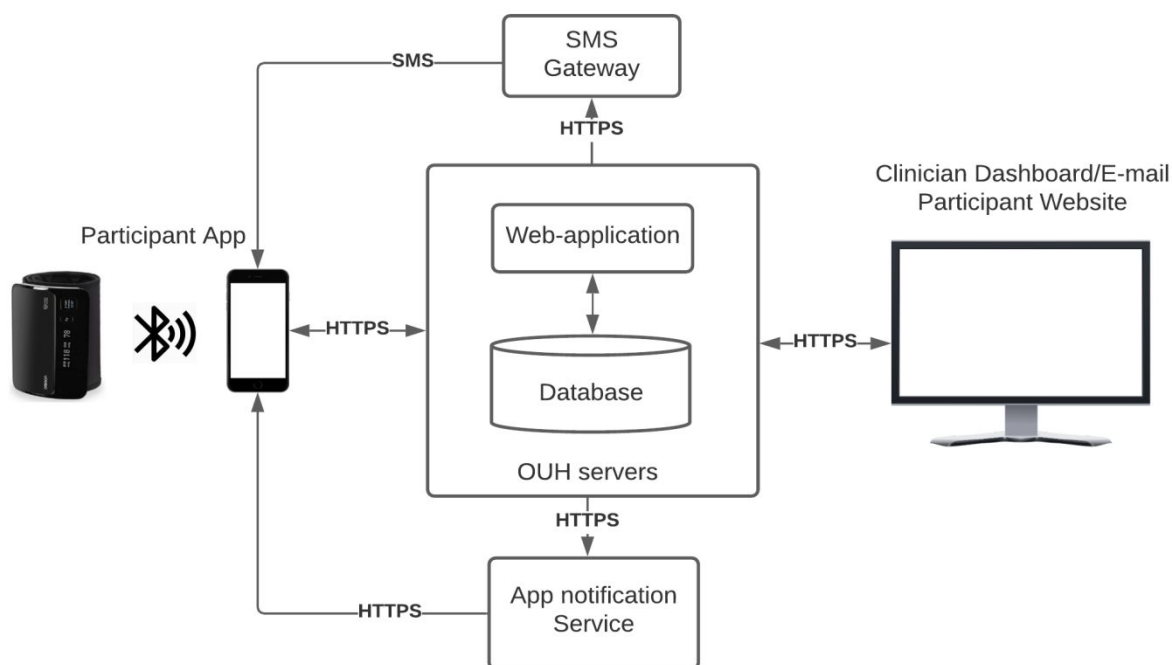 SMS
Gateway
SMS
HTTPS
Clinician Dashboard/E-mail
Participant Website
Participant App
Web-application
HTTPS
HTTPS
Database
OUH servers
HTTPS
App notification
Service
HTTPS